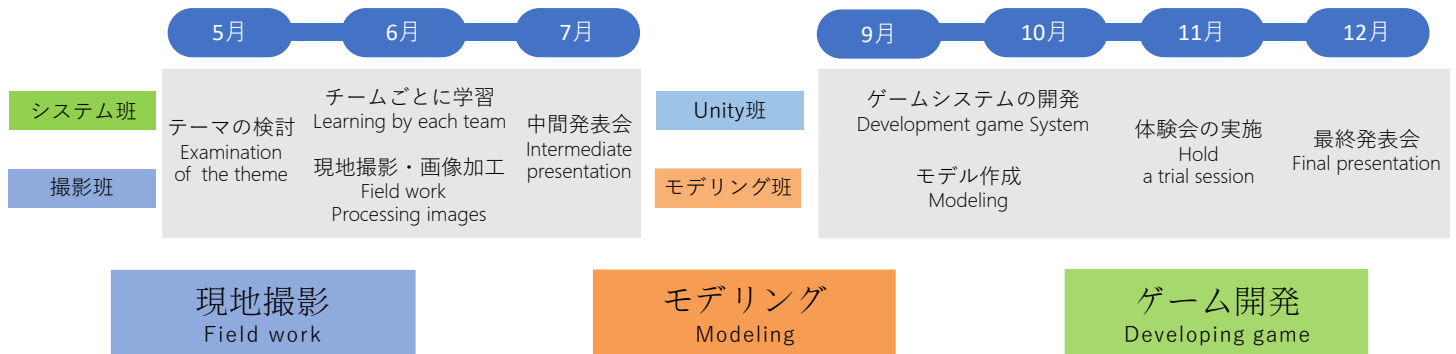 5月
6月
7月
9月
10月
11月
12月
システム班
撮影班
テーマの検討
Examination
of the theme
チームごとに学習
Learning by each team
現地撮影・画像加工
Field work
Processing images
中間発表会
Intermediate
presentation
Unity班
モデリング班
ゲームシステムの開発
Development game System
モデル作成
Modeling
体験会の実施
Hold
a trial session
最終発表会
Final presentation
現地撮影
Field work
モデリング
Modeling
ゲーム開発
Developing game